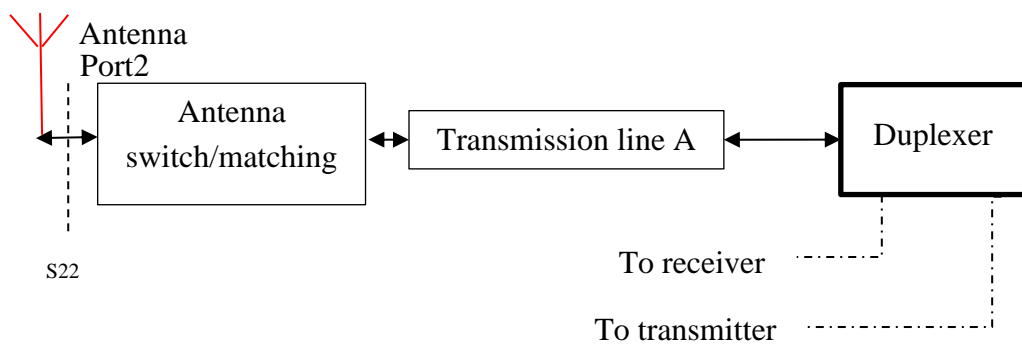 Antenna
Port2
Antenna
switch/matching
Transmission line A
Duplexer
S22
To receiver
To transmitter